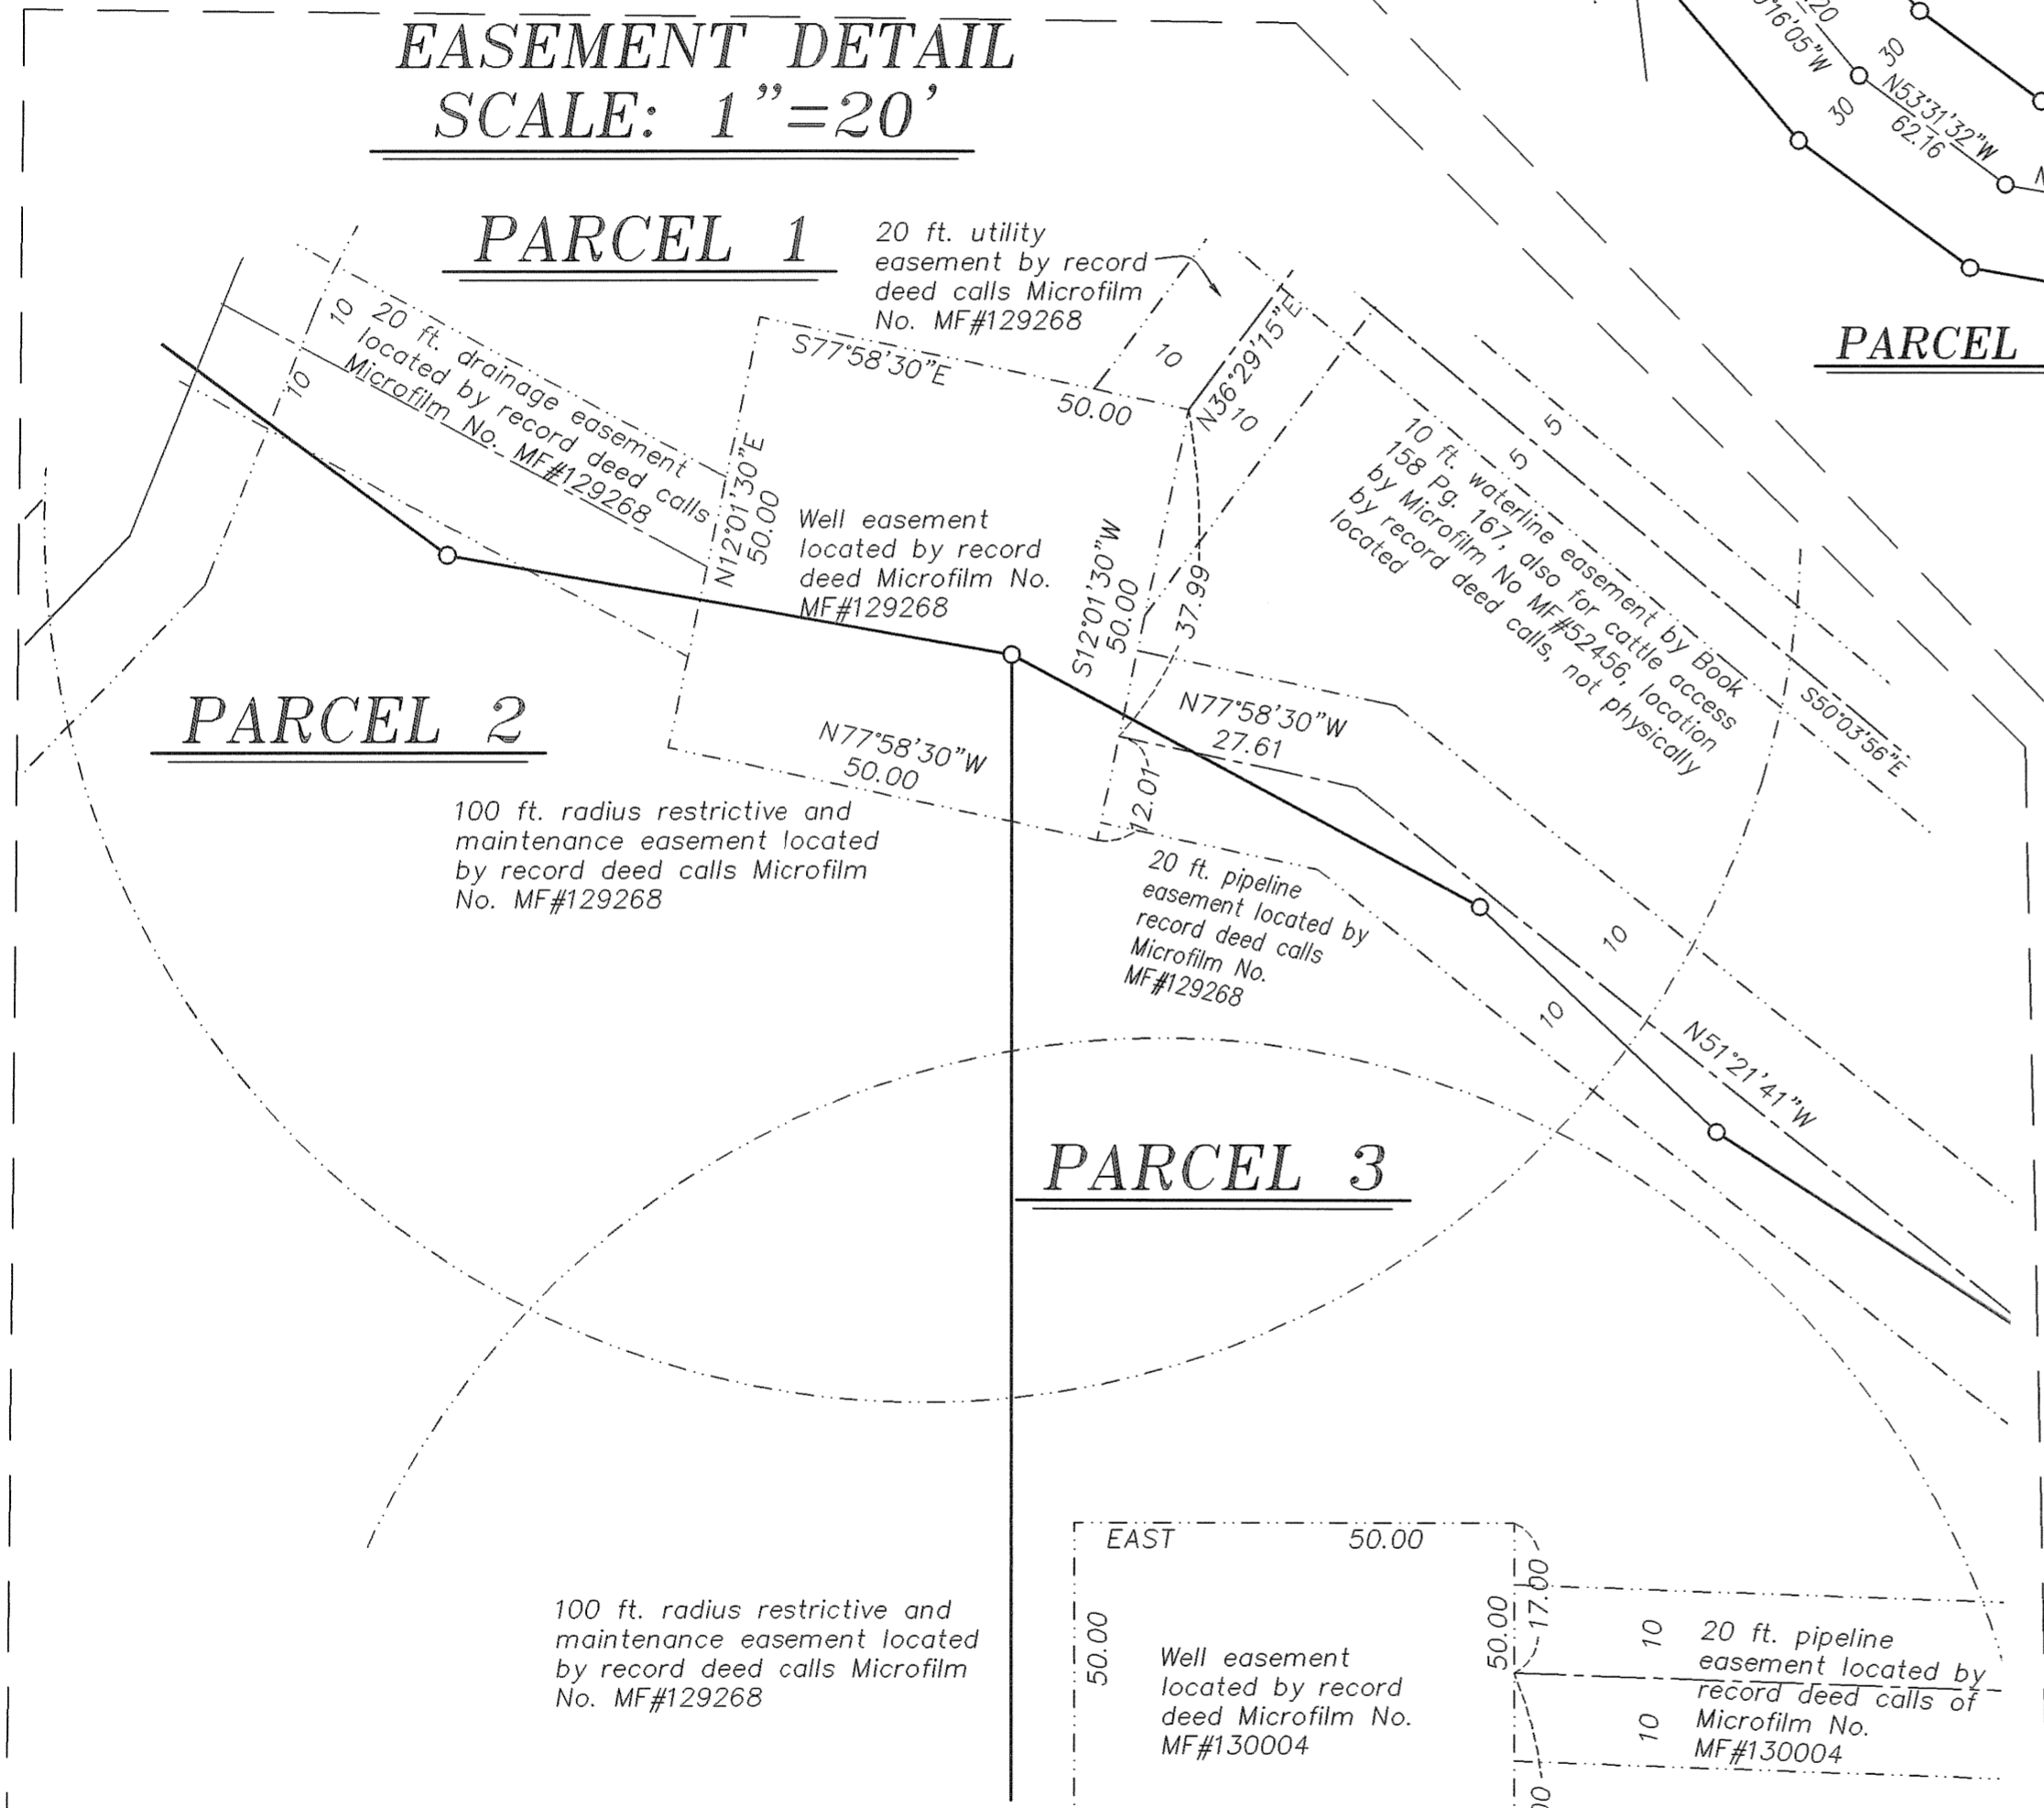 EASEMENT DETAIL
SCALE: 1"=20'
PARCEL 1
20 ft. utility
easement by record
deed calls Microfilm
No. MF#129268
20
30
N53°31'32"W
62.16
30
PARCEL
10
10
20 ft. drainage easement
located by record deed calls
Microfilm No. MF#129268
S77°58'30"E
50.00
10
N36°29'15"E
10
N12°01'30"E
50.00
Well easement
located by record
deed Microfilm No.
MF#129268
S12°01'30"W
50.00
37.99
5
5
10 ft. waterline easement by Book
158 Pg. 167, also for cattle access
by Microfilm No MF#52456, location
by record deed calls, not physically
located
S50°03'56"E
PARCEL 2
N77°58'30"W
50.00
N77°58'30"W
27.61
12.01
100 ft. radius restrictive and
maintenance easement located
by record deed calls Microfilm
No. MF#129268
20 ft. pipeline
easement located by
record deed calls
Microfilm No.
MF#129268
10
10
N51°21'41"W
PARCEL 3
EAST 50.00
50.00
50.00
17.00
100 ft. radius restrictive and
maintenance easement located
by record deed calls Microfilm
No. MF#129268
Well easement
located by record
deed Microfilm No.
MF#130004
10
10
20 ft. pipeline
easement located by
record deed calls of
Microfilm No.
MF#130004